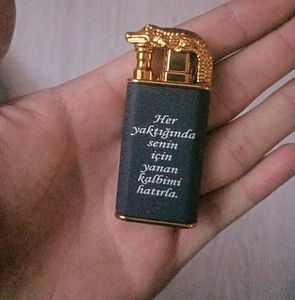 Her
yaktığında
senin
için
yanan
kalbimi
hatırla.